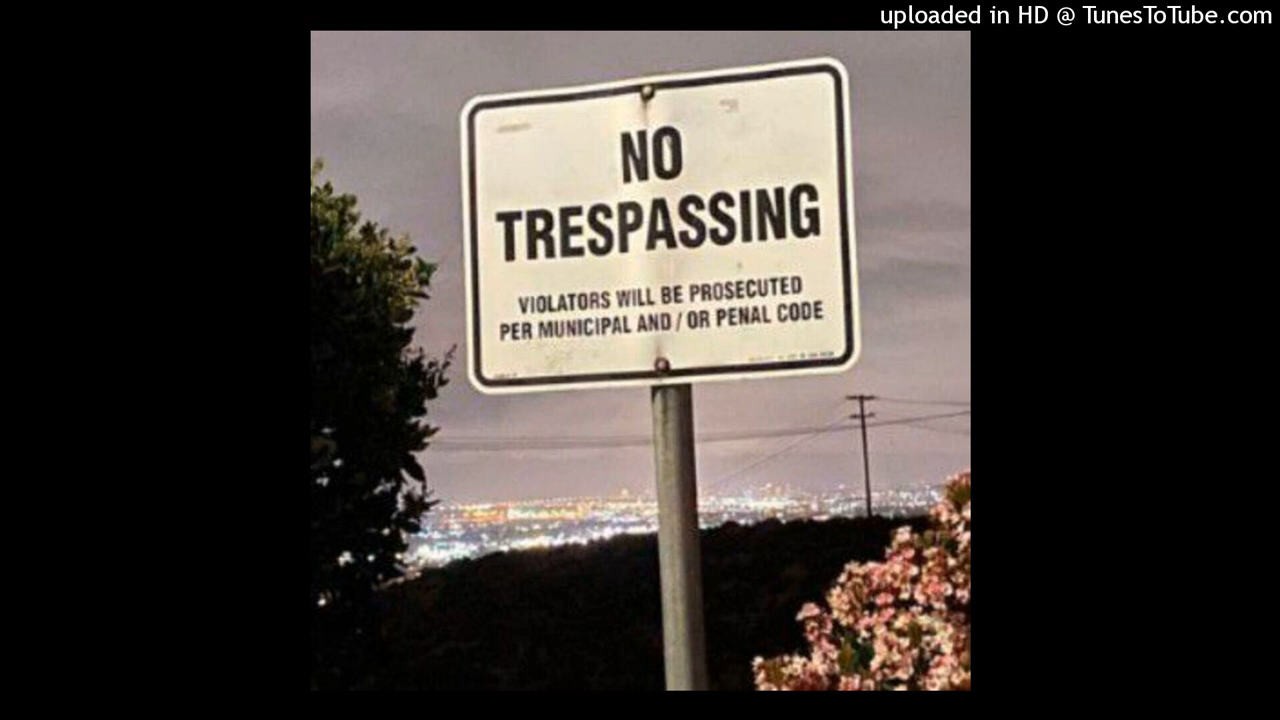 uploaded in HD @ TunesToTube.com
NO
TRESPASSING
VIOLATORS WILL BE PROSECUTED
PER MUNICIPAL AND / OR PENAL CODE